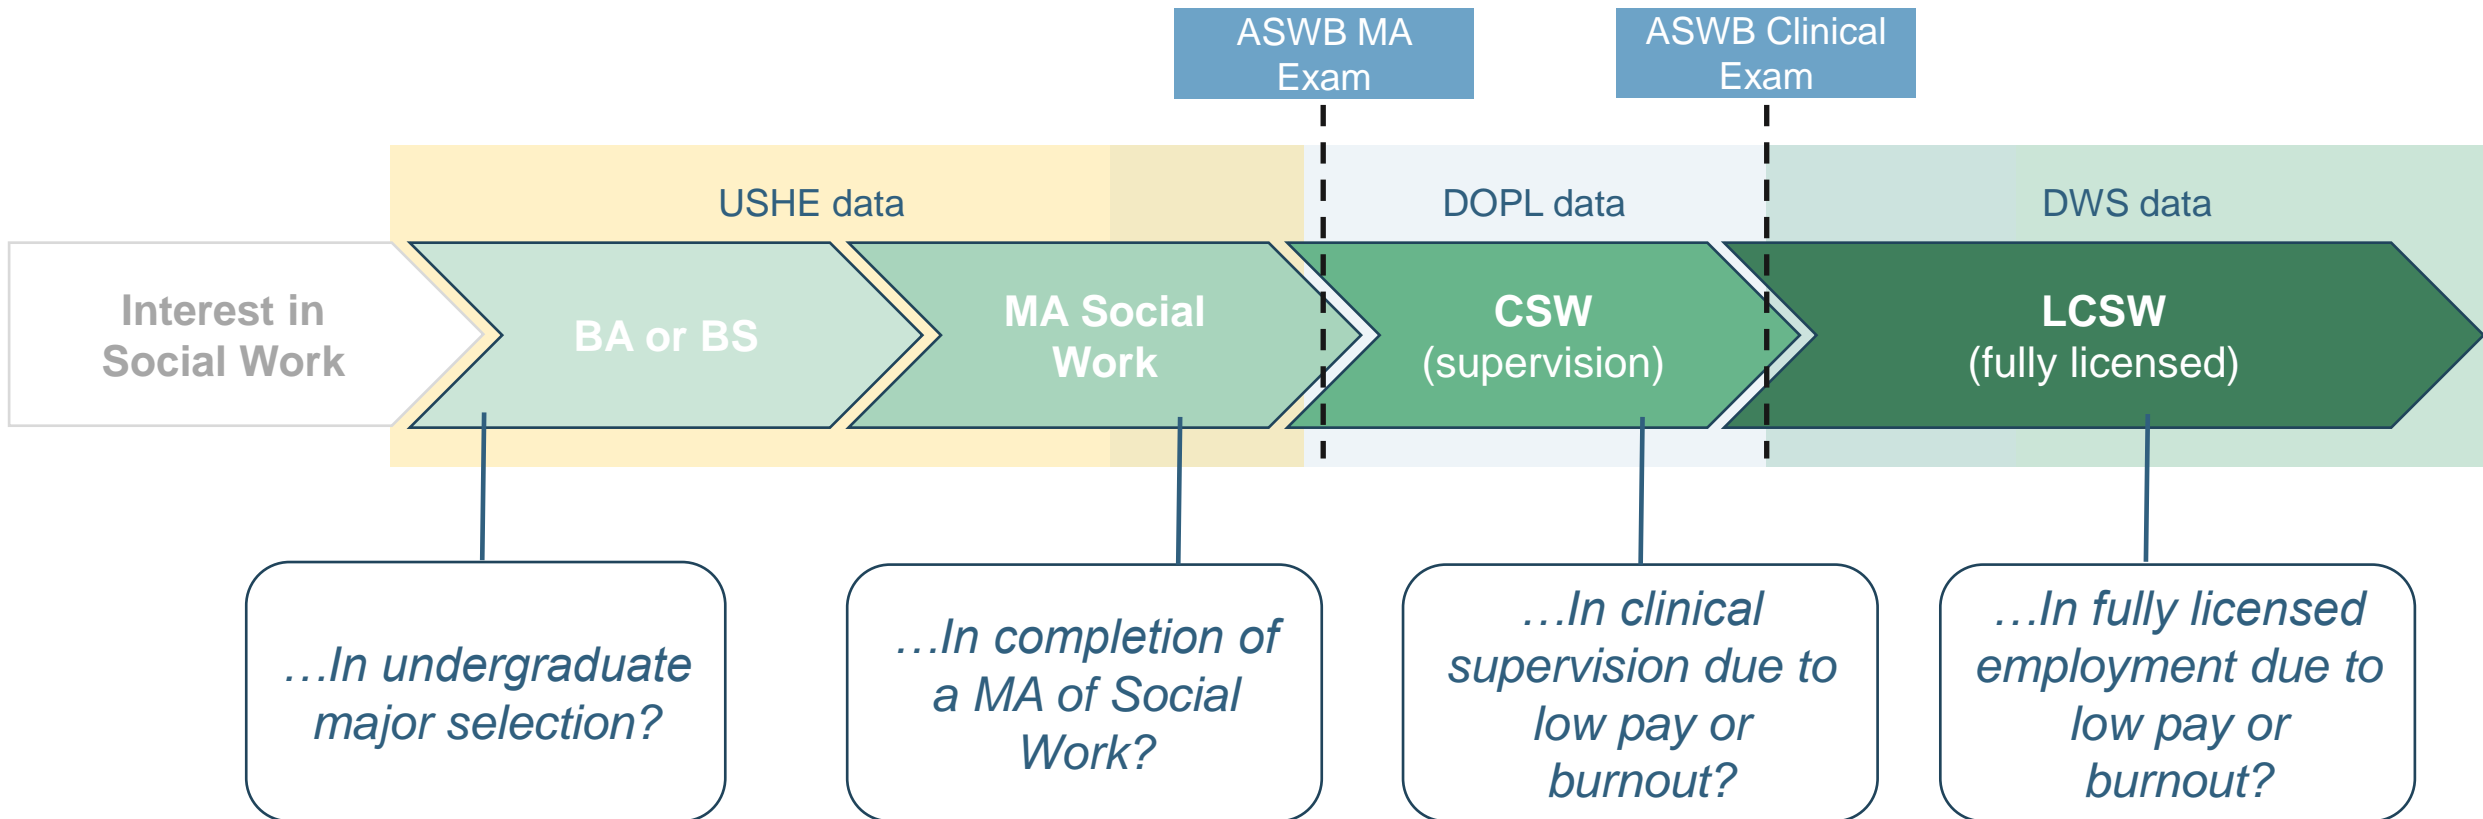 ASWB MA
Exam
ASWB Clinical
Exam
USHE data
DOPL data
DWS data
Interest in
Social Work
BA or BS
MA Social
Work
CSW
(supervision)
LCSW
(fully licensed)
…In undergraduate
major selection?
…In completion of
a MA of Social
Work?
…In clinical
supervision due to
low pay or
burnout?
…In fully licensed
employment due to
low pay or
burnout?